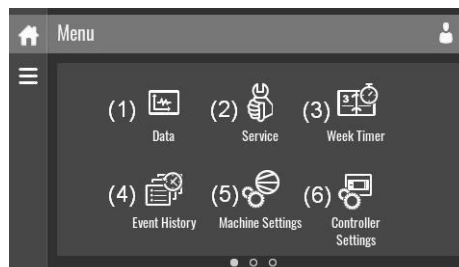 Menu
(1) (2) (3)
Data Service Week Timer
(4) (5) (6)
Event History Machine Settings Controller
Settings